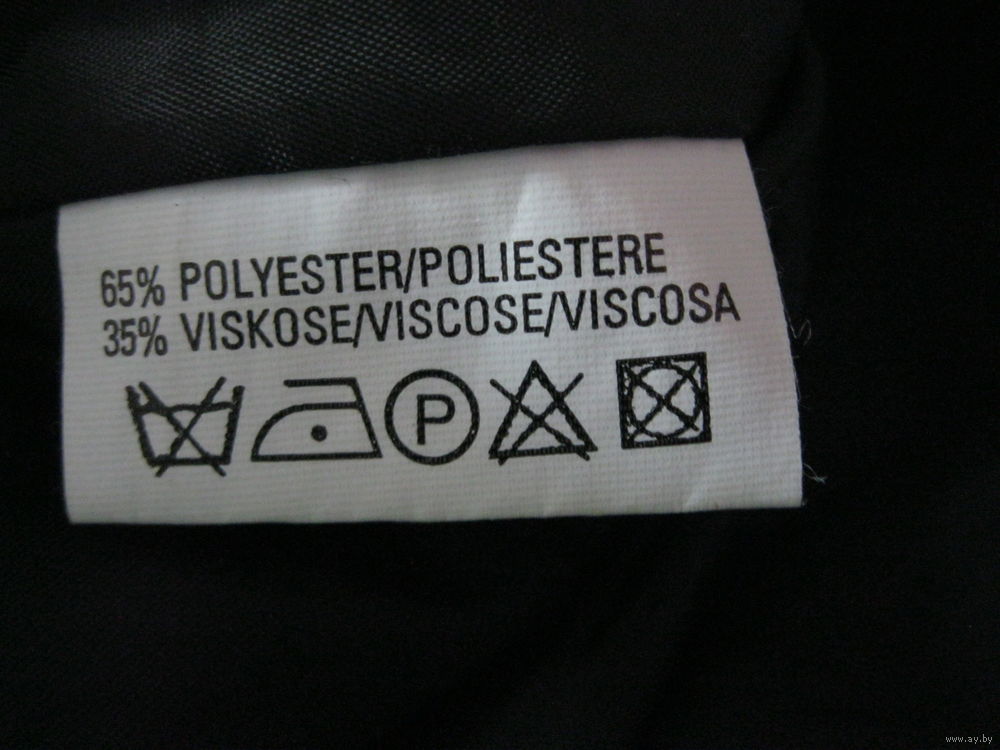 65% POLYESTER/POLIESTERE
35% VISKOSE/VISCOSE/VISCOSA
P
www.ay.by